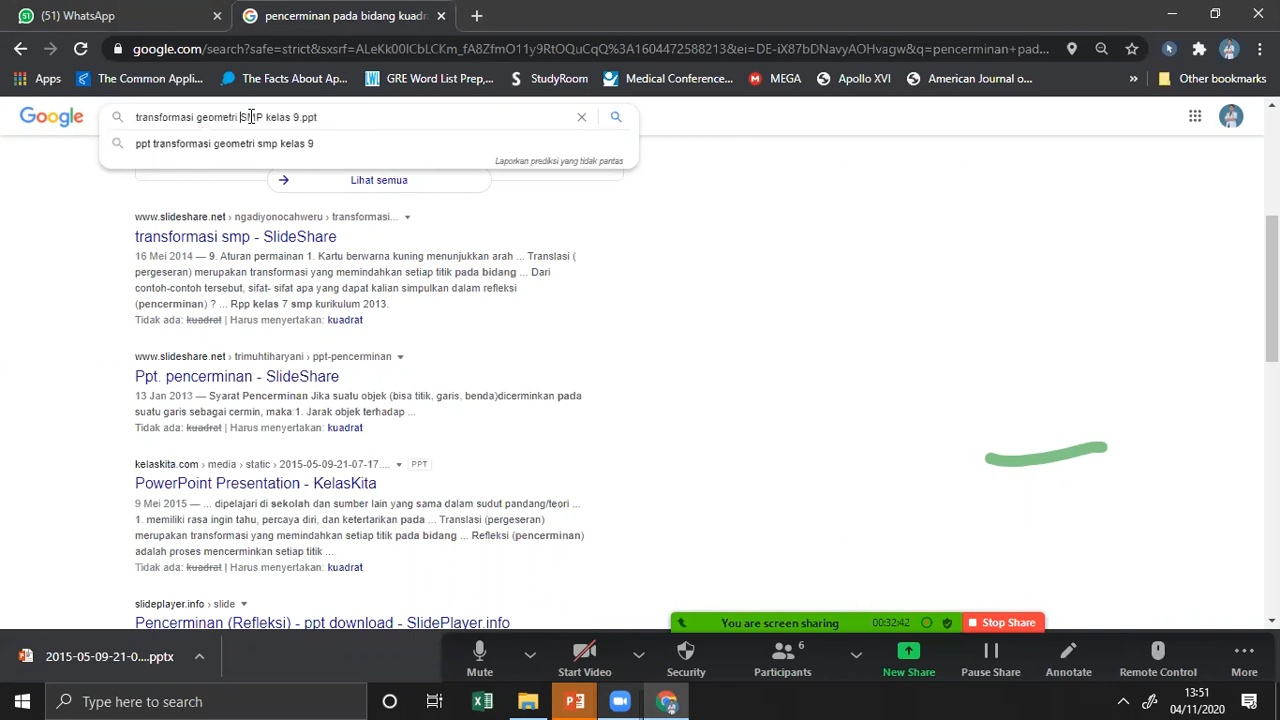 (51) WhatsApp
pencerminan pada bidang kuadr
google.com/search?safe=strict&sxsrf=ALeKk00ICbLCKm_fA8ZfmO11y9RtOQuCqQ%3A1604472588213&ei=DE-iX87bDNavyAOHvagw&q=pencerminan+pad...
Apps
The Common Appli...
The Facts About Ap...
GRE Word List Prep,...
StudyRoom
Medical Conference...
MEGA
Apollo XVI
American Journal o...
Other bookmarks
Google
transformasi geometri SMP kelas 9.ppt
ppt transformasi geometri smp kelas 9
Laporkan prediksi yang tidak pantas
Lihat semua
www.slideshare.net › ngadiyonocahweru › transformasi...
transformasi smp - SlideShare
16 Mei 2014 — 9. Aturan permainan 1. Kartu berwarna kuning menunjukkan arah ... Translasi (
pergeseran) merupakan transformasi yang memindahkan setiap titik pada bidang ... Dari
contoh-contoh tersebut, sifat- sifat apa yang dapat kalian simpulkan dalam refleksi
(pencerminan) ? ... Rpp kelas 7 smp kurikulum 2013.
Tidak ada: kuadrat | Harus menyertakan: kuadrat
www.slideshare.net › trimuhtiharyani › ppt-pencerminan
Ppt. pencerminan - SlideShare
13 Jan 2013 — Syarat Pencerminan Jika suatu objek (bisa titik, garis, benda)dicerminkan pada
suatu garis sebagai cermin, maka:1. Jarak objek terhadap ...
Tidak ada: kuadrat | Harus menyertakan: kuadrat
kelaskita.com › media › static › 2015-05-09-21-07-17....
PPT
PowerPoint Presentation - KelasKita
9 Mei 2015 — ... dipelajari di sekolah dan sumber lain yang sama dalam sudut pandang/teori ...
1. memiliki rasa ingin tahu, percaya diri, dan ketertarikan pada ... Translasi (pergeseran)
merupakan transformasi yang memindahkan setiap titik pada bidang ... Refleksi (pencerminan)
adalah proses mencerminkan setiap titik ...
Tidak ada: kuadrat | Harus menyertakan: kuadrat
slideplayer.info › slide
Pencerminan (Refleksi) - ppt download - SlidePlayer.info
You are screen sharing
00:32:42
Stop Share
2015-05-09-21-0....pptx
Mute
Start Video
Security
6
Participants
New Share
Pause Share
Annotate
Remote Control
More
Type here to search
13:51
04/11/2020